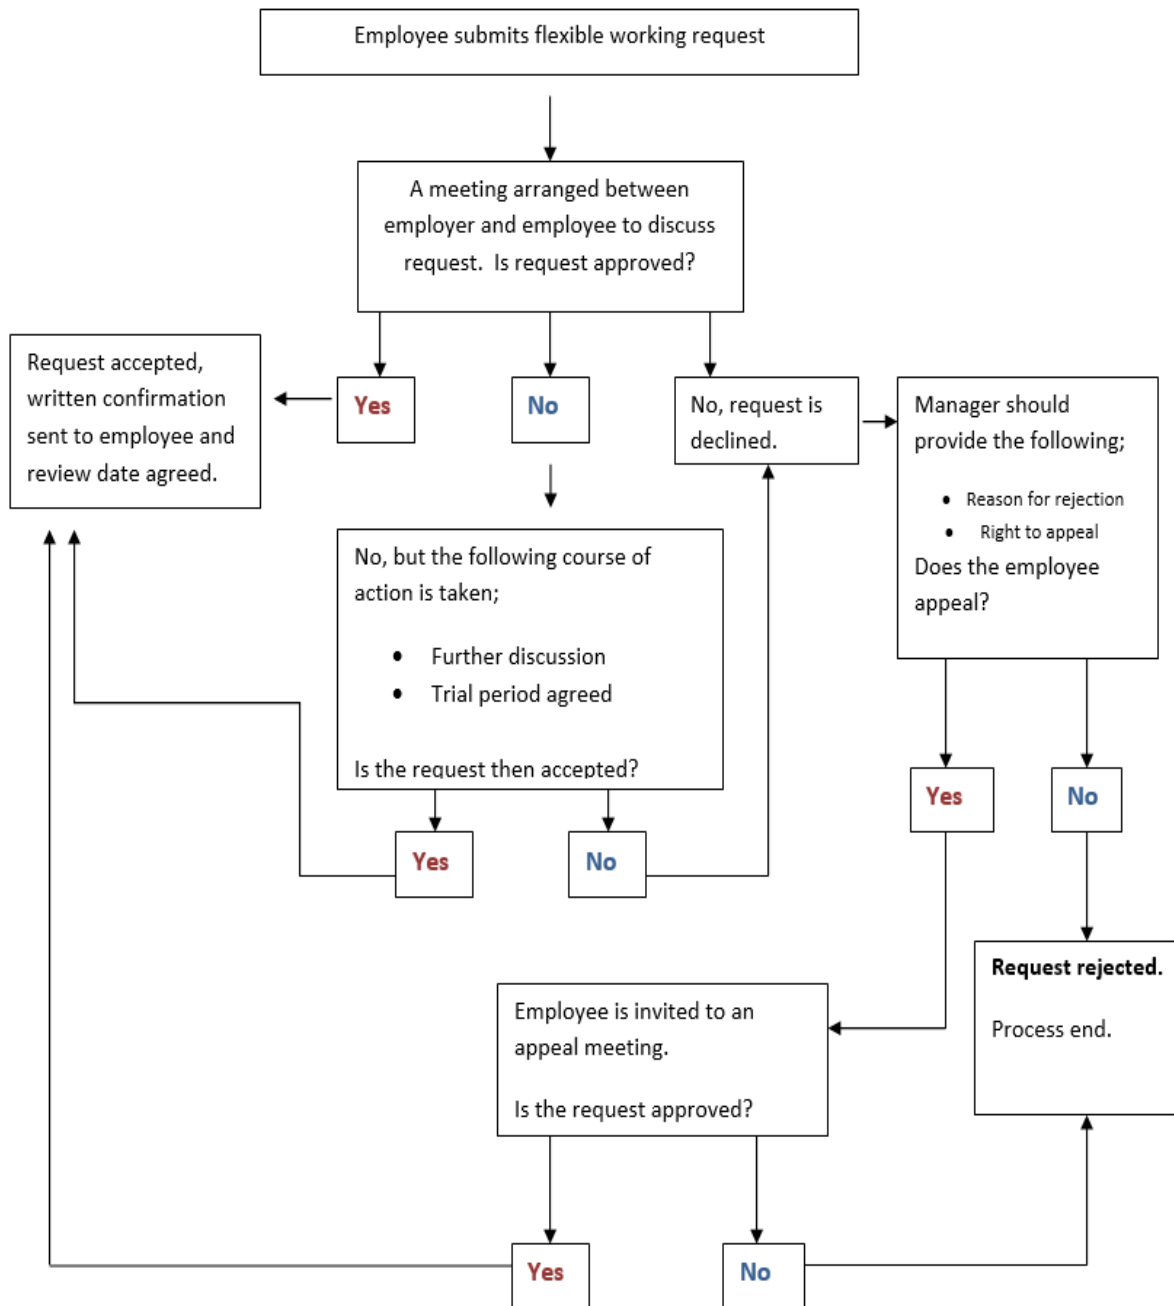 Employee submits flexible working request
A meeting arranged between
employer and employee to discuss
request.  Is request approved?
Request accepted,
written confirmation
sent to employee and
review date agreed.
Yes
No
No, request is
declined.
Manager should
provide the following;
• Reason for rejection
• Right to appeal
Does the employee
appeal?
No, but the following course of
action is taken;
• Further discussion
• Trial period agreed
Is the request then accepted?
Yes
No
Yes
No
Request rejected.
Process end.
Employee is invited to an
appeal meeting.
Is the request approved?
Yes
No